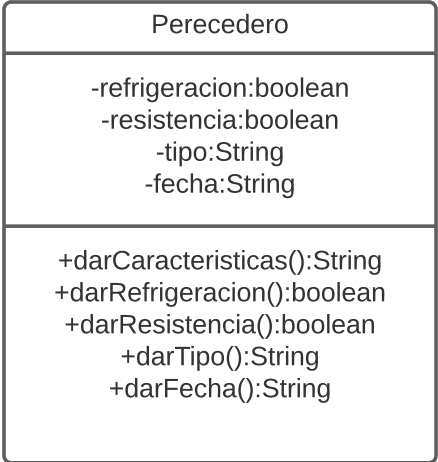 Perecedero
-refrigeracion:boolean
-resistencia:boolean
-tipo:String
-fecha:String
+darCaracteristicas():String
+darRefrigeracion():boolean
+darResistencia():boolean
+darTipo():String
+darFecha():String